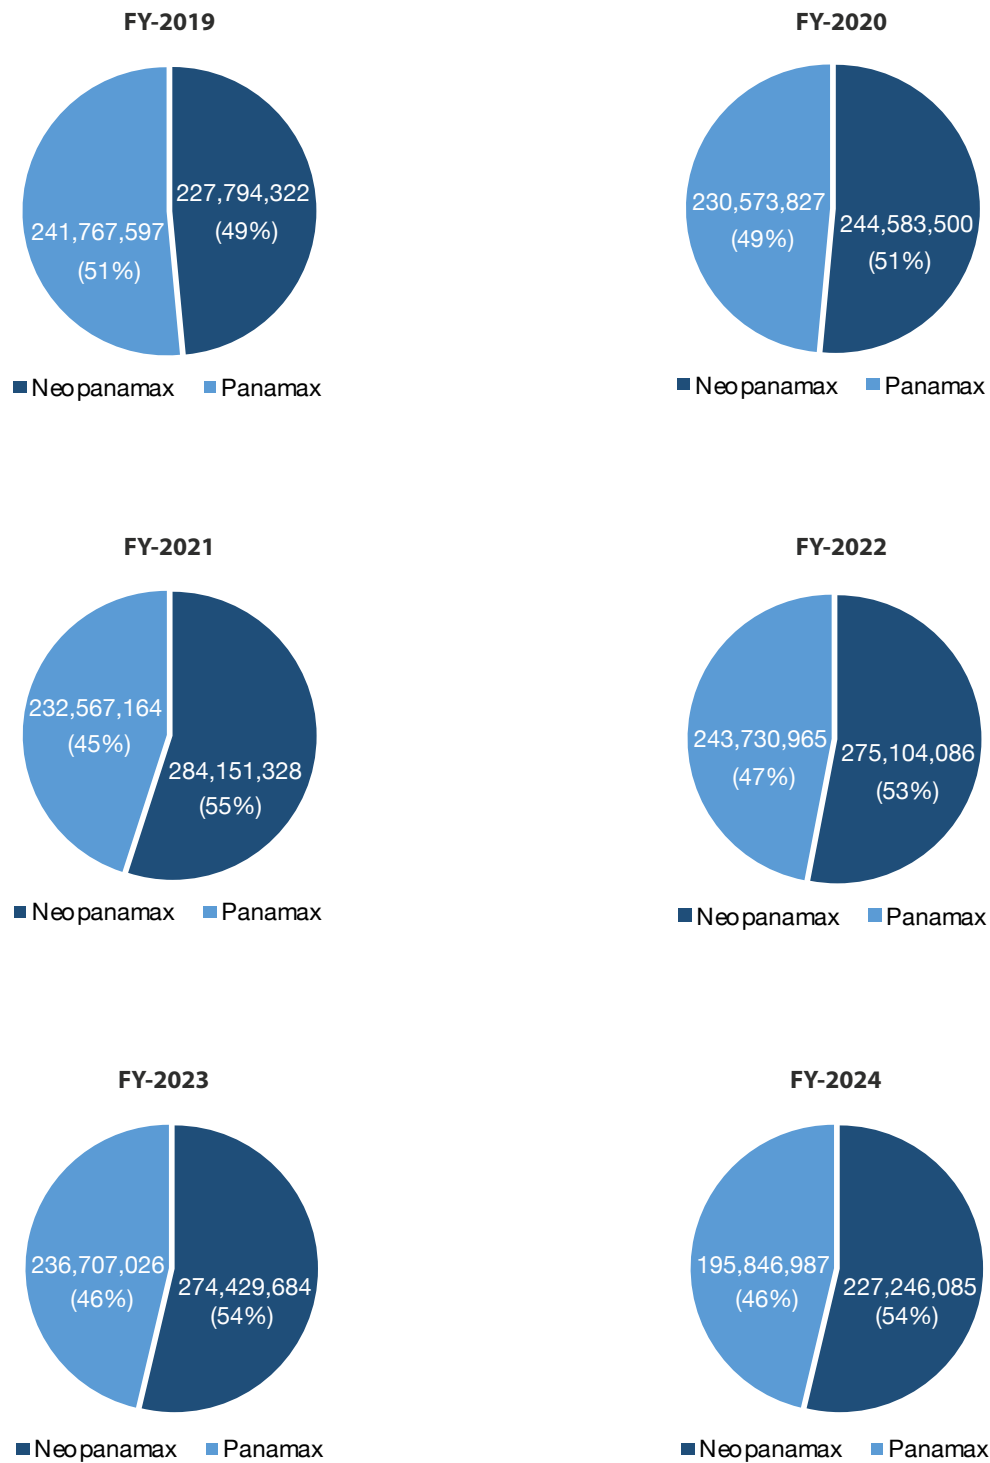 FY-2019
227,794,322
(49%)
241,767,597
(51%)
Neopanamax Panamax
FY-2020
230,573,827
(49%)
244,583,500
(51%)
Neopanamax Panamax
FY-2021
232,567,164
(45%)
284,151,328
(55%)
Neopanamax Panamax
FY-2022
243,730,965
(47%)
275,104,086
(53%)
Neopanamax Panamax
FY-2023
236,707,026
(46%)
274,429,684
(54%)
Neopanamax Panamax
FY-2024
195,846,987
(46%)
227,246,085
(54%)
Neopanamax Panamax